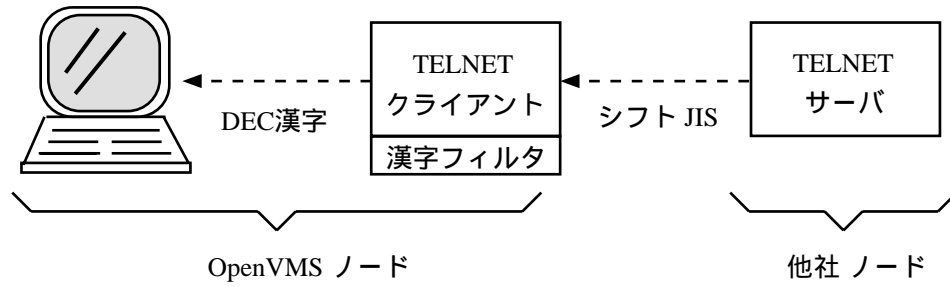 TELNET
クライアント
漢字フィルタ
DEC漢字
シフト JIS
TELNET
サーバ
OpenVMS ノード
他社 ノード